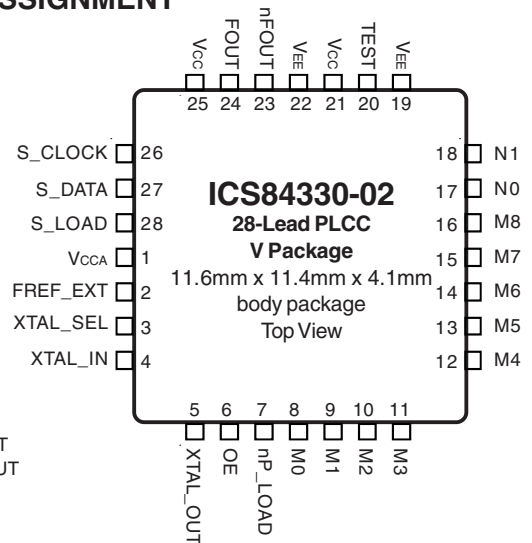 VCC
FOUT
nFOUT
VEE
VCC
TEST
VEE
25 24 23 22 21 20 19
S_CLOCK 26
S_DATA 27
S_LOAD 28
VCCA 1
FREF_EXT 2
XTAL_SEL 3
XTAL_IN 4
ICS84330-02
28-Lead PLCC
V Package
11.6mm x 11.4mm x 4.1mm
body package
Top View
18 N1
17 N0
16 M8
15 M7
14 M6
13 M5
12 M4
5 6 7 8 9 10 11
XTAL_OUT
OE
nP_LOAD
M0
M1
M2
M3